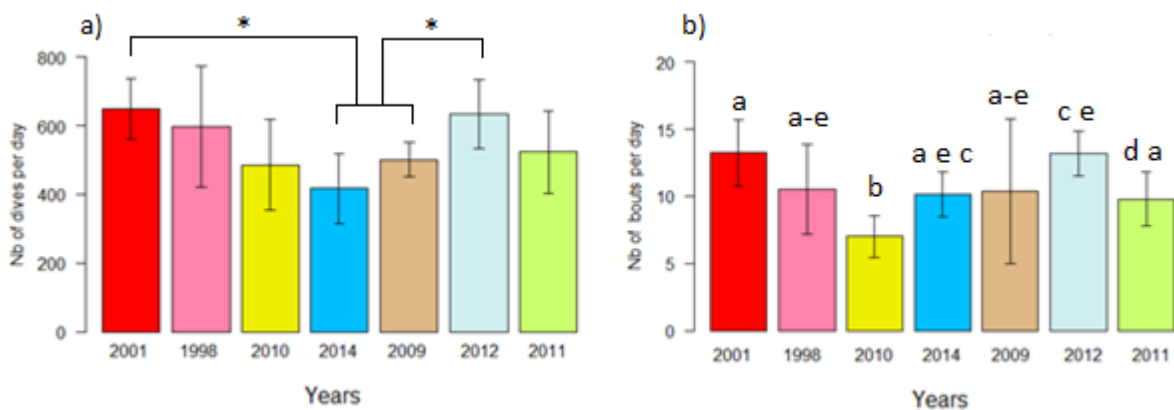 a)
*
*
Nb of dives per day
800
600
400
200
0
2001 1998 2010 2014 2009 2012 2011
Years
b)
Nb of bouts per day
20
15
10
5
0
a
a-e
b
a e c
a-e
c e
d a
2001 1998 2010 2014 2009 2012 2011
Years